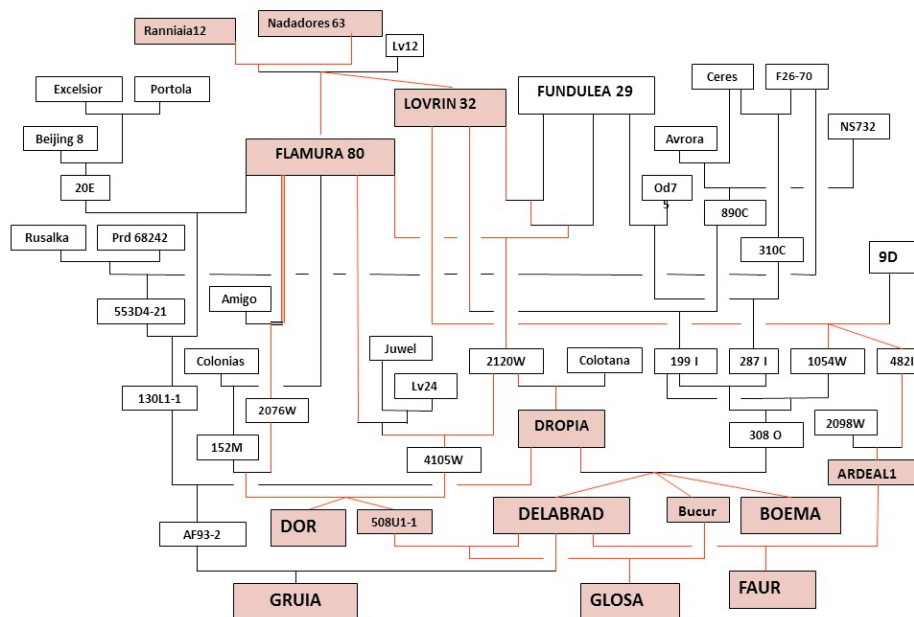 Ranniaia12
Nadadores 63
Lv12
Excelsior
Portola
LOVRIN 32
FUNDULEA 29
Ceres
F26-70
NS732
Beijing 8
FLAMURA 80
Avrora
20E
Od7
5
890C
Rusalka
Prd 68242
310C
9D
553D4-21
Amigo
Juwel
Colonias
2120W
Colotana
199 I
287 I
1054W
482I
Lv24
130L1-1
2076W
DROPIA
308 O
2098W
152M
4105W
ARDEAL1
DOR
508U1-1
DELABRAD
Bucur
BOEMA
AF93-2
GRUIA
GLOSA
FAUR